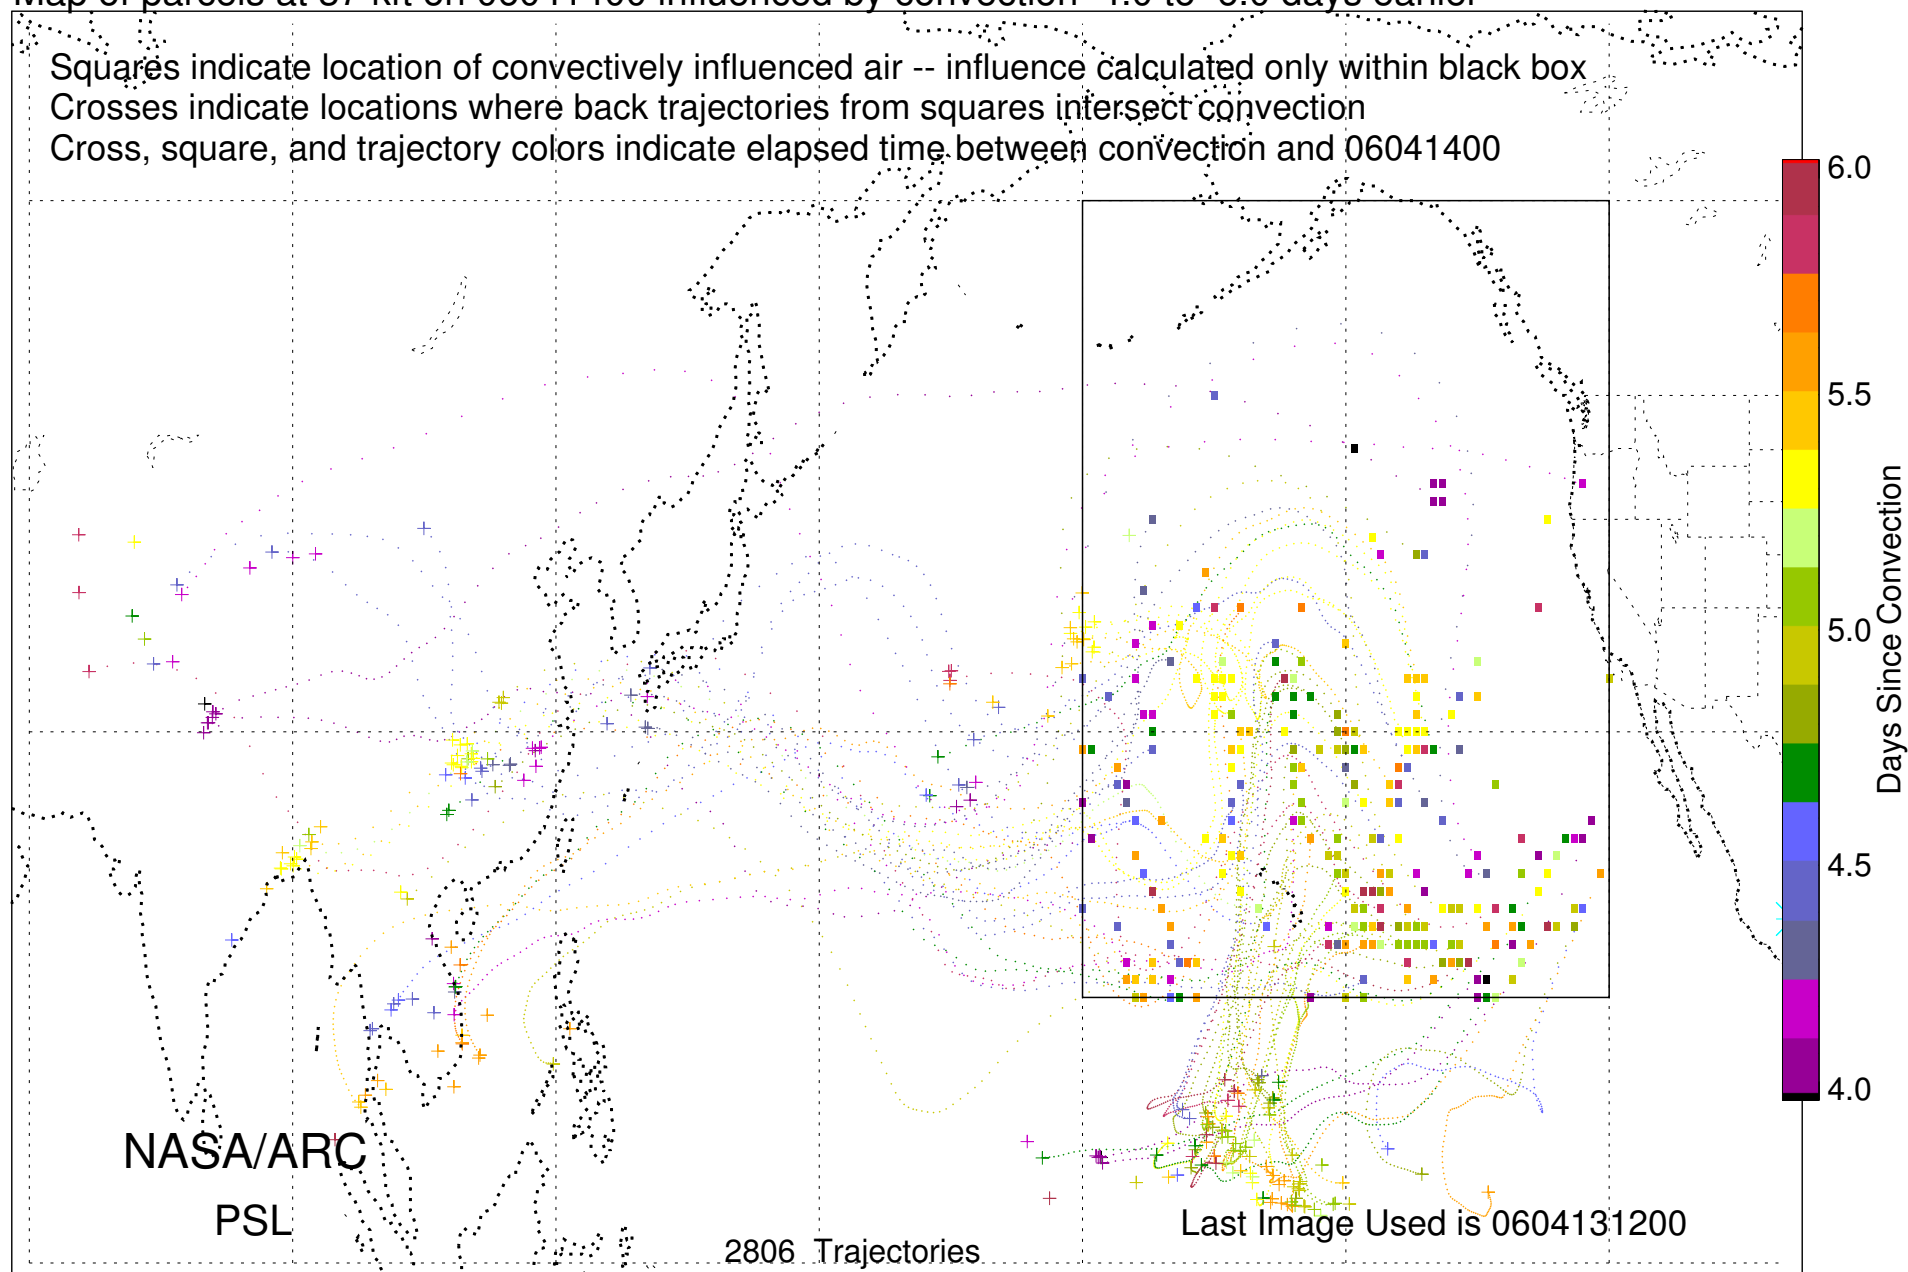 Squares indicate location of convectively influenced air -- influence calculated only within black box
Crosses indicate locations where back trajectories from squares intersect convection
Cross, square, and trajectory colors indicate elapsed time between convection and 06041400
6.0
5.5
5.0
4.5
4.0
Days Since Convection
NASA/ARC
PSL
Last Image Used is 0604131200
2806 Trajectories